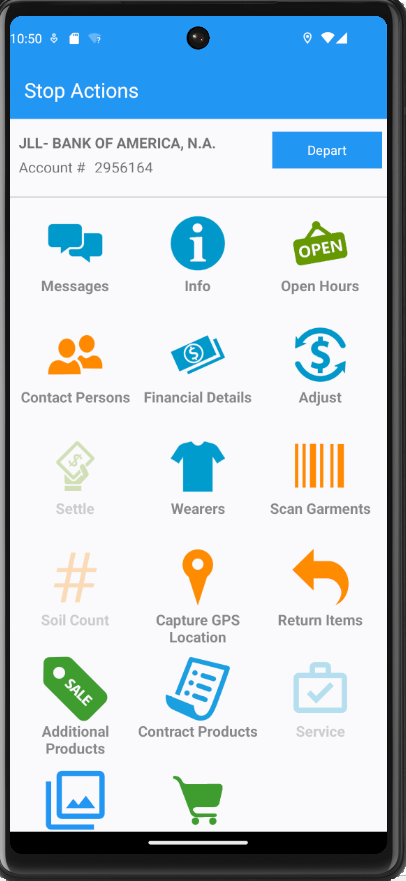 10:50
Stop Actions
JLL- BANK OF AMERICA, N.A.
Depart
Account # 2956164
OPEN
Messages
Info
Open Hours
Contact Persons
Financial Details
Adjust
Settle
Wearers
Scan Garments
Soil Count
Capture GPS
Location
Return Items
SALE
Additional
Products
Contract Products
Service